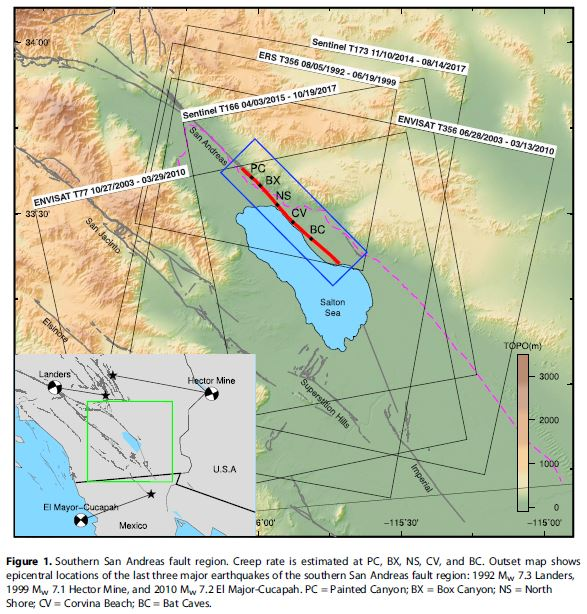 34˚00'
Sentinel T173 11/10/2014 - 08/14/2017
ERS T356 08/05/1992 - 06/19/1999
Sentinel T166 04/03/2015 - 10/19/2017
ENVISAT T356 06/28/2003 - 03/13/2010
San Andreas
PC
BX
ENVISAT T77 10/27/2003 - 03/29/2010
NS
33˚30'
CV
San Jacinto
BC
Salton
Sea
Elsinore
TOPO(m)
Landers
Hector Mine
3000
Superstition Hills
1000
U.S.A
Imperial
El Mayor-Cucapah
0
Mexico
6˚00'
-115˚30'
-115˚00'
Figure 1. Southern San Andreas fault region. Creep rate is estimated at PC, BX, NS, CV, and BC. Outset map shows
epicentral locations of the last three major earthquakes of the southern San Andreas fault region: 1992 Mw 7.3 Landers,
1999 Mw 7.1 Hector Mine, and 2010 Mw 7.2 El Major-Cucapah. PC = Painted Canyon; BX = Box Canyon; NS = North
Shore; CV = Corvina Beach; BC = Bat Caves.